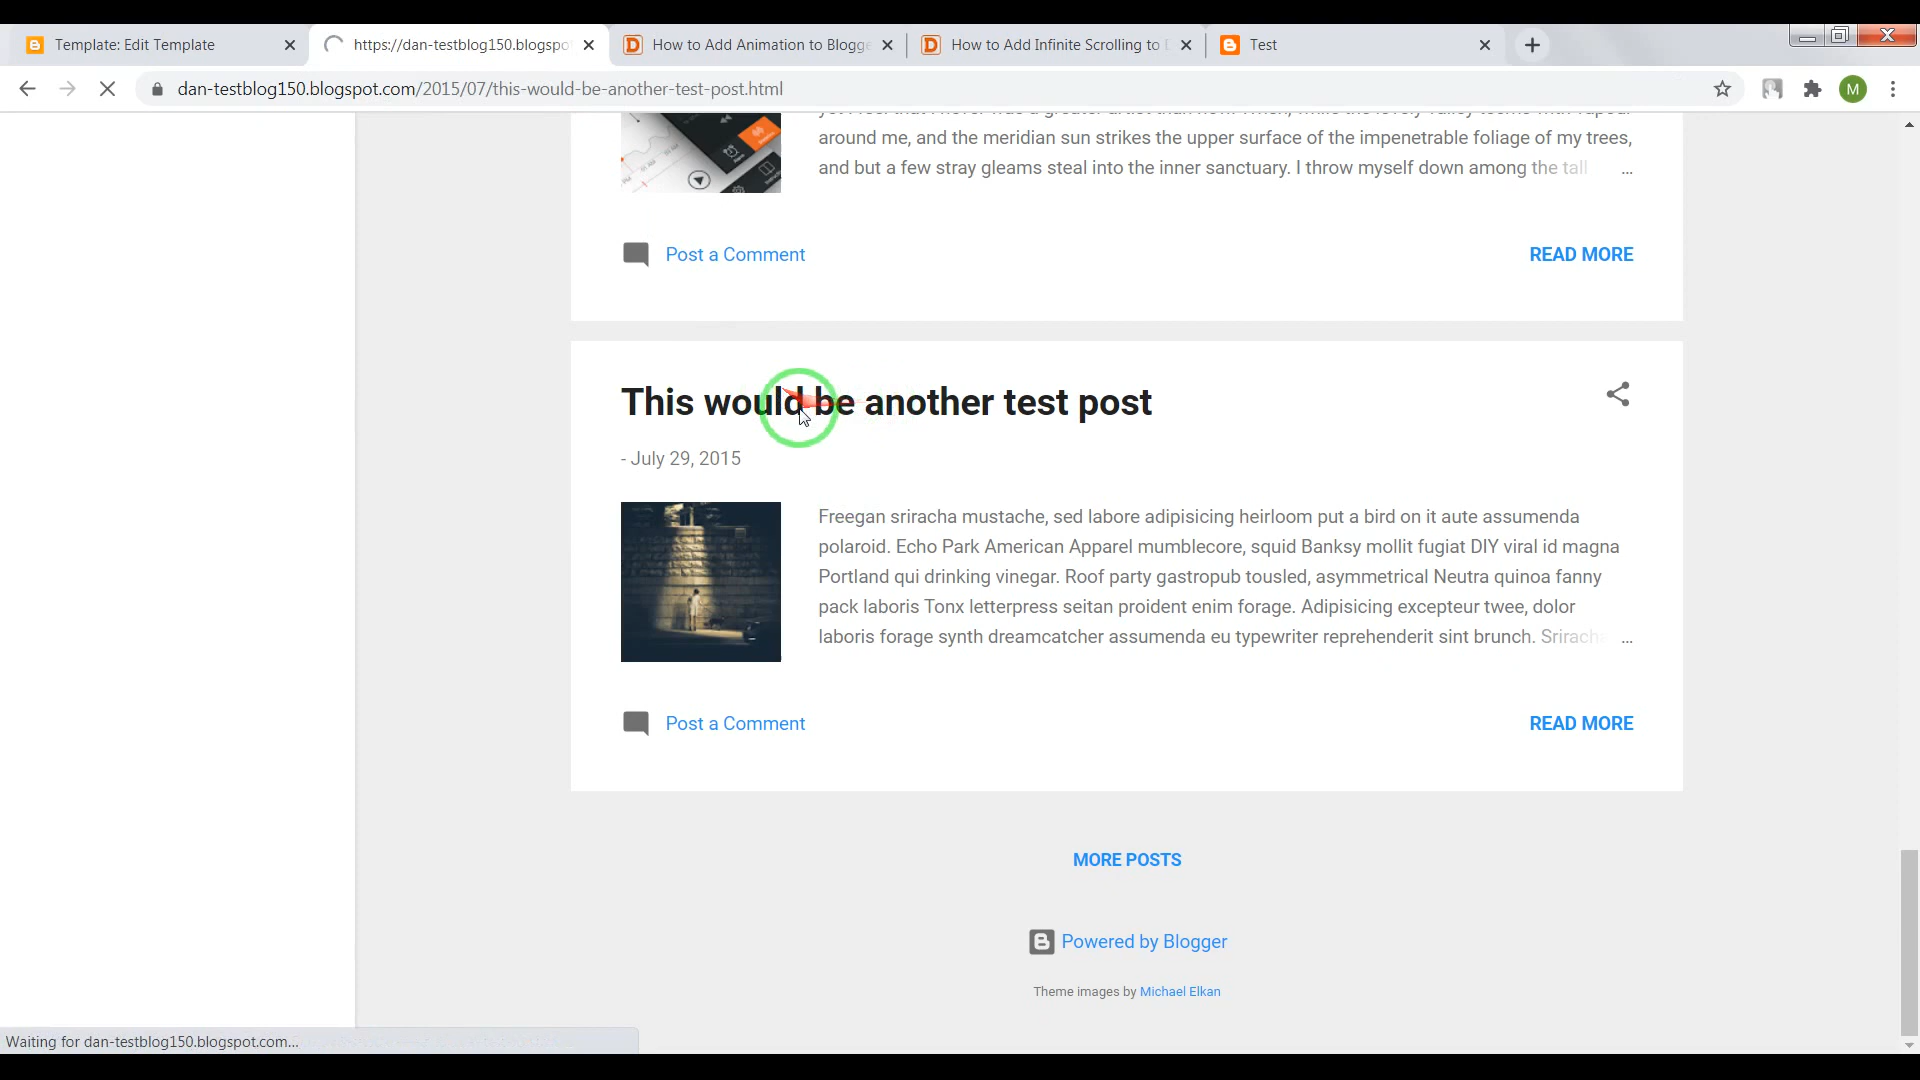 Template: Edit Template
https://dan-testblog150.blogspo
How to Add Animation to Blogge
How to Add Infinite Scrolling to
Test
dan-testblog150.blogspot.com/2015/07/this-would-be-another-test-post.html
M
around me, and the meridian sun strikes the upper surface of the impenetrable foliage of my trees,
and but a few stray gleams steal into the inner sanctuary. I throw myself down among the tall ...
Post a Comment
READ MORE
This would be another test post
- July 29, 2015
Freegan sriracha mustache, sed labore adipisicing heirloom put a bird on it aute assumenda
polaroid. Echo Park American Apparel mumblecore, squid Banksy mollit fugiat DIY viral id magna
Portland qui drinking vinegar. Roof party gastropub tousled, asymmetrical Neutra quinoa fanny
pack laboris Tonx letterpress seitan proident enim forage. Adipisicing excepteur twee, dolor
laboris forage synth dreamcatcher assumenda eu typewriter reprehenderit sint brunch. Sriracha ...
Post a Comment
READ MORE
MORE POSTS
Powered by Blogger
Theme images by Michael Elkan
Waiting for dan-testblog150.blogspot.com...